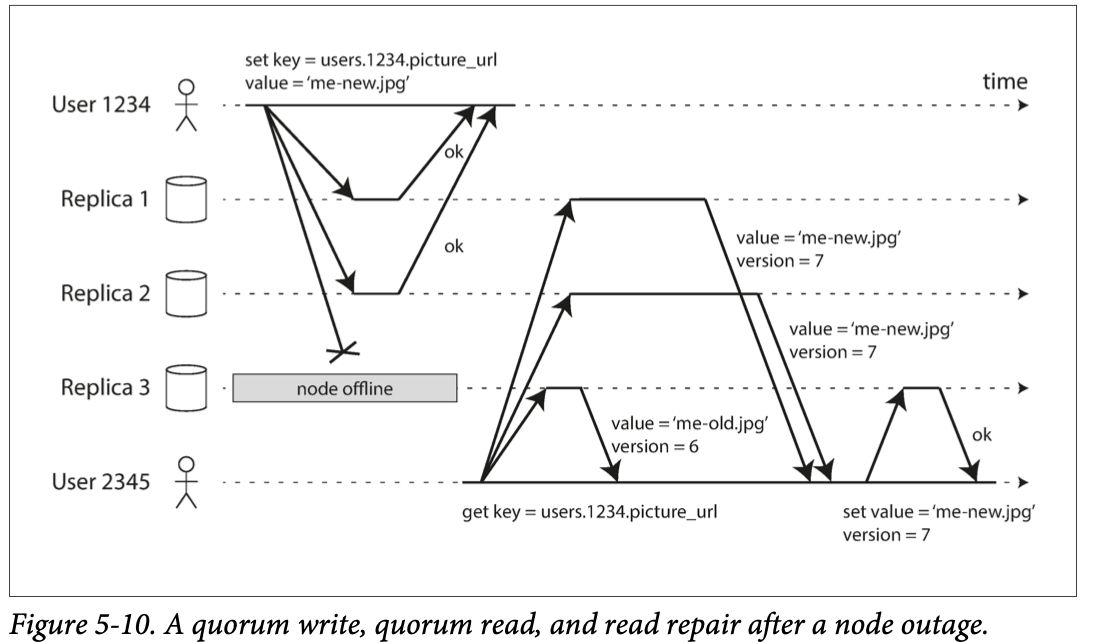 set key = users.1234.picture_url
value = 'me-new.jpg'
time
User 1234
ok
Replica 1
value = 'me-new.jpg'
version = 7
ok
Replica 2
value = 'me-new.jpg'
version = 7
Replica 3
node offline
value = 'me-old.jpg'
version = 6
ok
User 2345
get key = users.1234.picture_url
set value = 'me-new.jpg'
version = 7
Figure 5-10. A quorum write, quorum read, and read repair after a node outage.